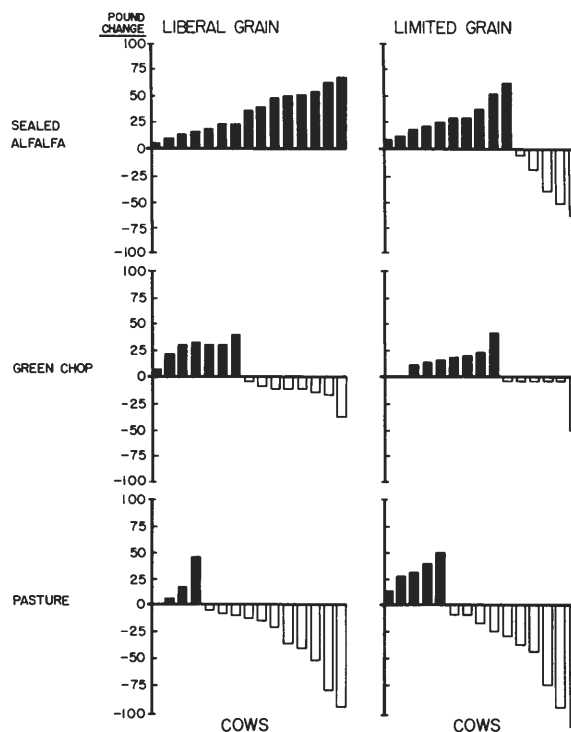 POUND
CHANGE
LIBERAL GRAIN
LIMITED GRAIN
SEALED
ALFALFA
100
75
50
25
0
-25
-50
-75
-100
GREEN CHOP
100
75
50
25
0
-25
-50
-75
-100
PASTURE
100
75
50
25
0
-25
-50
-75
-100
COWS
COWS